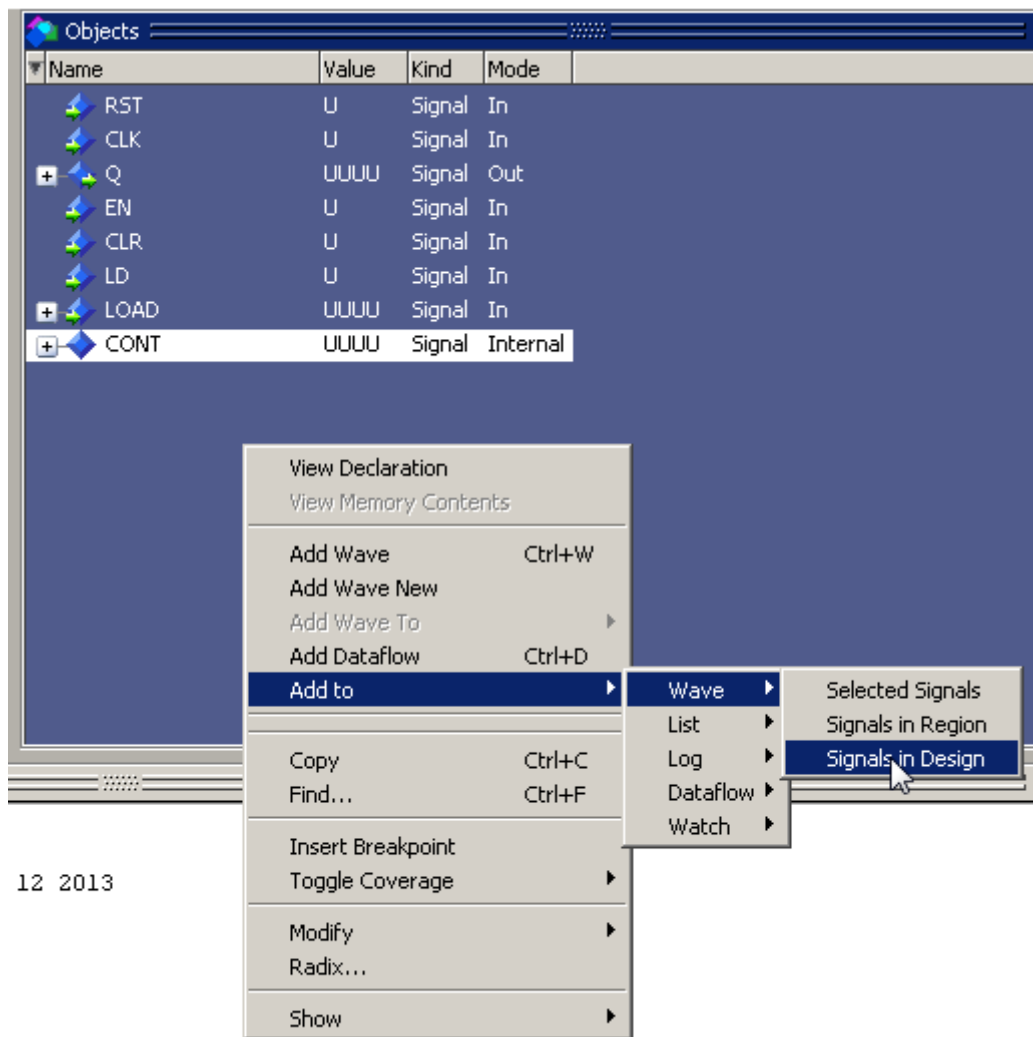 Objects
Name Value Kind Mode
RST U Signal In
CLK U Signal In
Q UUUU Signal Out
EN U Signal In
CLR U Signal In
LD U Signal In
LOAD UUUU Signal In
CONT UUUU Signal Internal
View Declaration
View Memory Contents
Add Wave Ctrl+W
Add Wave New
Add Wave To
Add Dataflow Ctrl+D
Add to
Copy Ctrl+C
Find... Ctrl+F
Insert Breakpoint
Toggle Coverage
Modify
Radix...
Show
Wave
List
Log
Dataflow
Watch
Selected Signals
Signals in Region
Signals in Design
12 2013